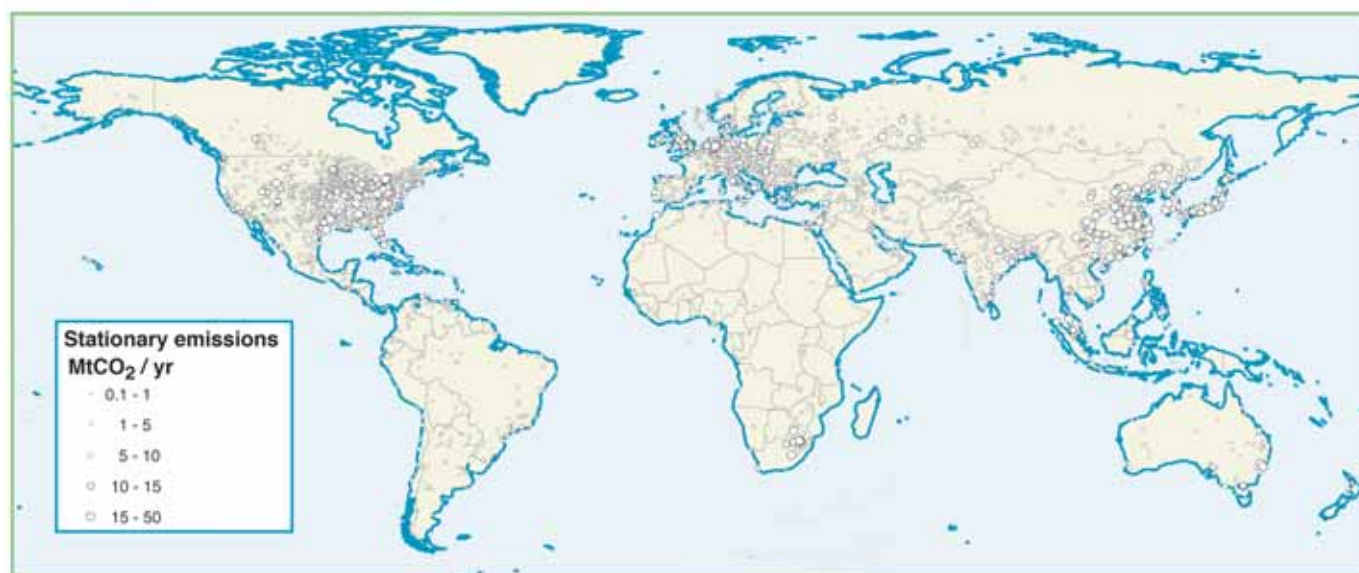 Stationary emissions
MtCO₂ / yr
0.1 - 1
1 - 5
5 - 10
10 - 15
15 - 50